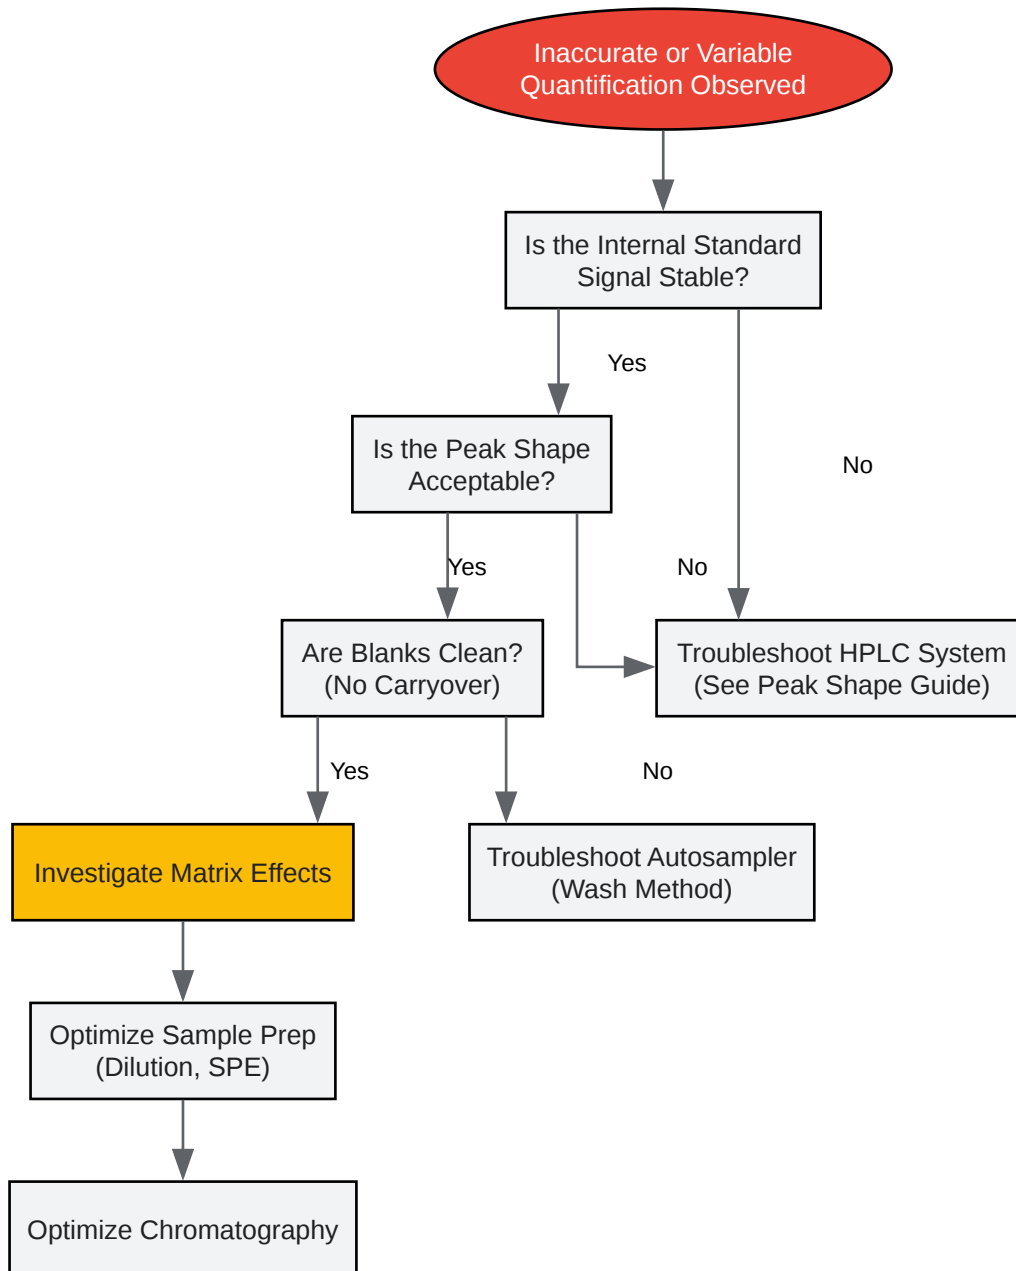 Inaccurate or Variable
Quantification Observed
Is the Internal Standard
Signal Stable?
Yes
No
Is the Peak Shape
Acceptable?
Yes
No
Are Blanks Clean?
(No Carryover)
Troubleshoot HPLC System
(See Peak Shape Guide)
Yes
No
Investigate Matrix Effects
Troubleshoot Autosampler
(Wash Method)
Optimize Sample Prep
(Dilution, SPE)
Optimize Chromatography